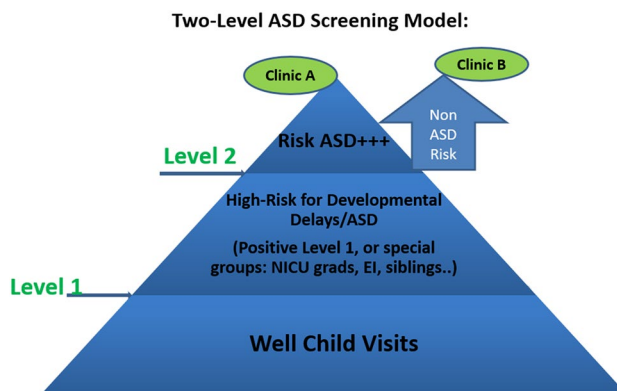 Two-Level ASD Screening Model:
Clinic A
Clinic B
Non
ASD
Risk
Risk ASD+++
Level 2
High-Risk for Developmental
Delays/ASD
(Positive Level 1, or special
groups: NICU grads, EI, siblings..)
Level 1
Well Child Visits